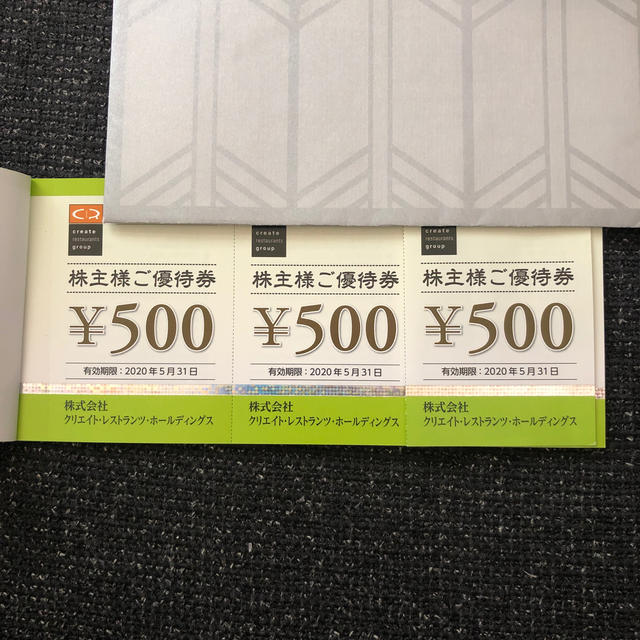 CR
create
restaurants
group
株主様ご優待券
¥500
有効期限：2020年5月31日
株式会社
クリエイト・レストランツ・ホールディングス
create
restaurants
group
株主様ご優待券
¥500
有効期限：2020年5月31日
株式会社
クリエイト・レストランツ・ホールディングス
create
restaurants
group
株主様ご優待券
¥500
有効期限：2020年5月31日
株式会社
クリエイト・レストランツ・ホールディングス